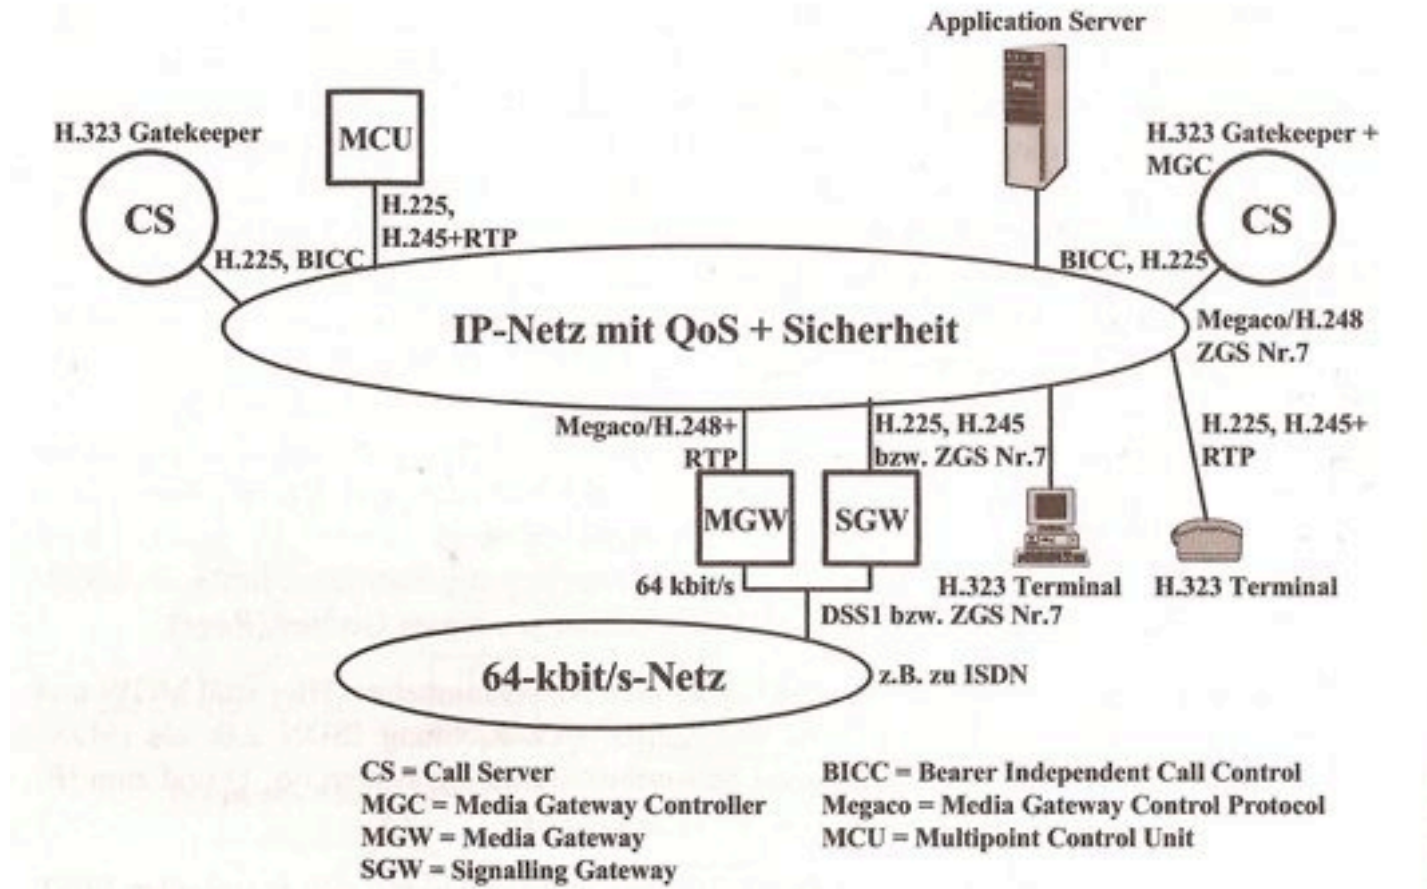 Application Server
H.323 Gatekeeper
MCU
H.323 Gatekeeper +
MGC
CS
CS
H.225,
H.245+RTP
H.225, BICC
BICC, H.225
IP-Netz mit QoS + Sicherheit
Megaco/H.248
ZGS Nr.7
Megaco/H.248+
RTP
H.225, H.245
bzw. ZGS Nr.7
H.225, H.245+
RTP
MGW
SGW
64 kbit/s
H.323 Terminal
H.323 Terminal
DSS1 bzw. ZGS Nr.7
64-kbit/s-Netz
z.B. zu ISDN
CS = Call Server
MGC = Media Gateway Controller
MGW = Media Gateway
SGW = Signalling Gateway
BICC = Bearer Independent Call Control
Megaco = Media Gateway Control Protocol
MCU = Multipoint Control Unit